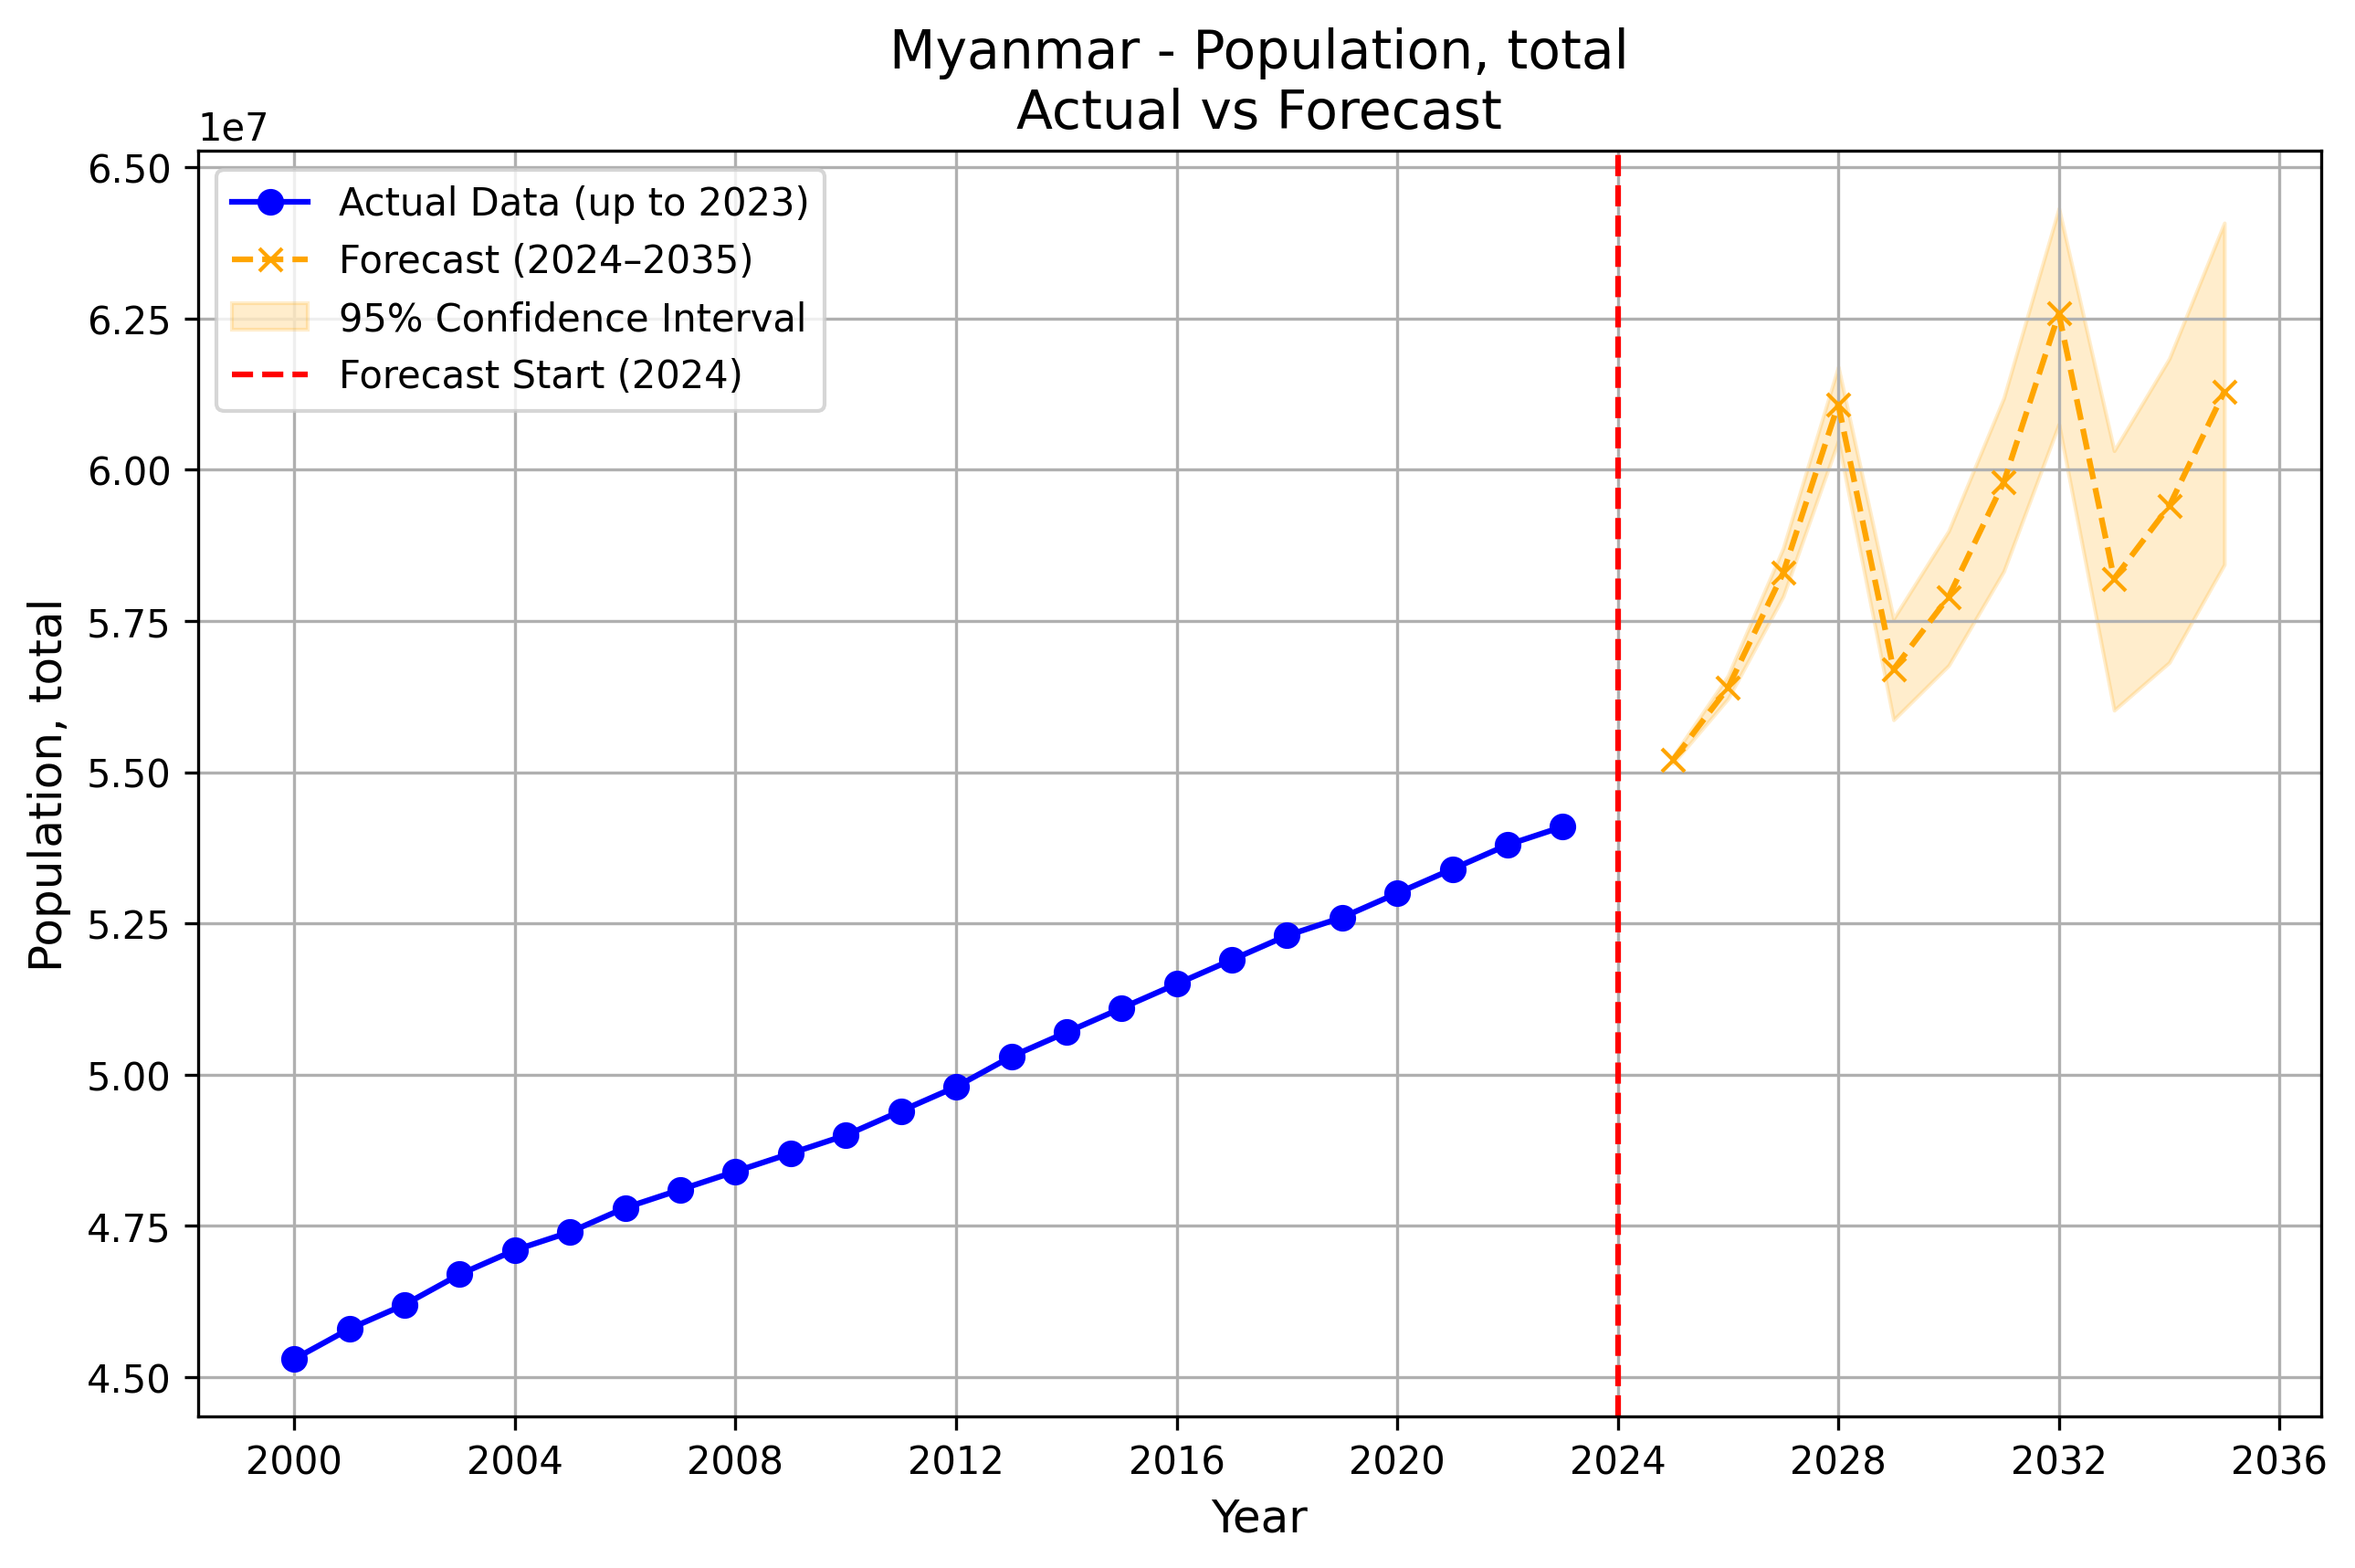 Myanmar - Population, total
Actual vs Forecast
1e7
6.50
6.25
6.00
5.75
5.50
5.25
5.00
4.75
4.50
Population, total
Actual Data (up to 2023)
Forecast (2024–2035)
95% Confidence Interval
Forecast Start (2024)
2000 2004 2008 2012 2016 2020 2024 2028 2032 2036
Year